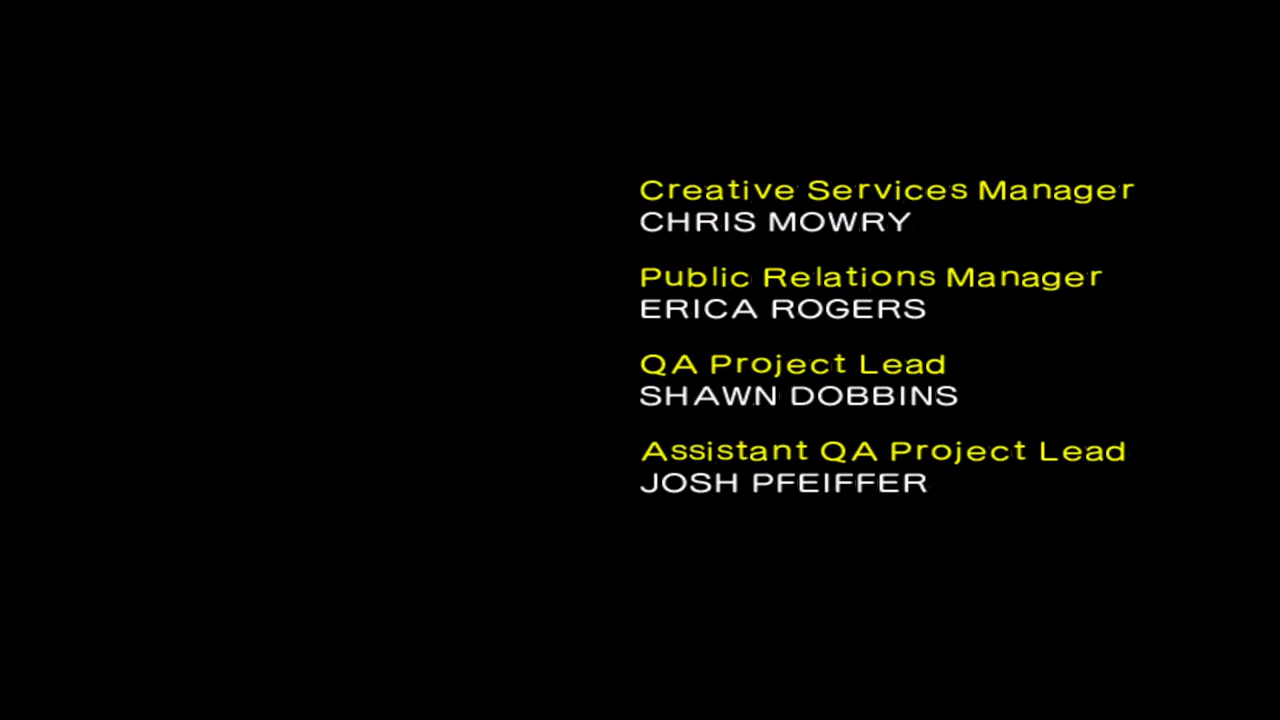 Creative Services Manager
CHRIS MOWRY
Public Relations Manager
ERICA ROGERS
QA Project Lead
SHAWN DOBBINS
Assistant QA Project Lead
JOSH PFEIFFER